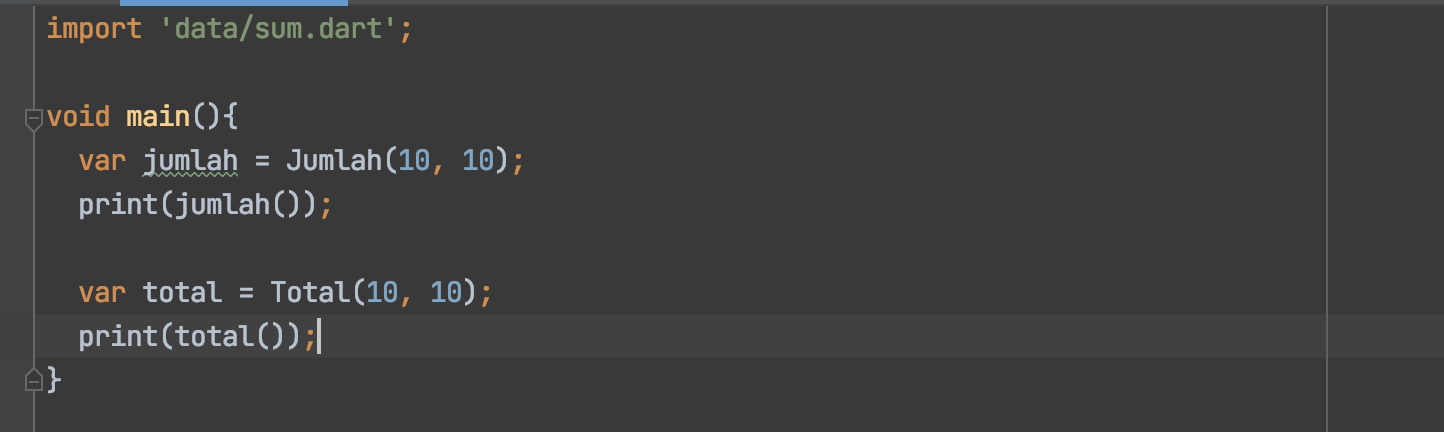 import 'data/sum.dart';
void main(){
var jumlah = Jumlah(10, 10);
print(jumlah());
var total = Total(10, 10);
print(total());
}